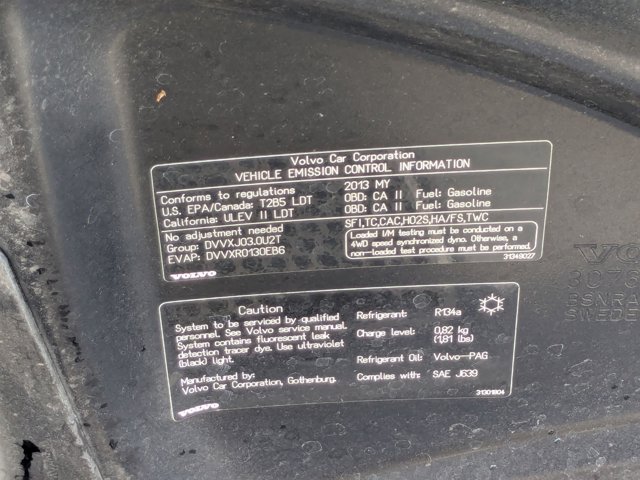 Volvo Car Corporation
VEHICLE EMISSION CONTROL INFORMATION
Conforms to regulations 2013 MY
U.S. EPA/Canada: T2B5 LDT OBD: CA II Fuel: Gasoline
California: ULEV II LDT OBD: CA II Fuel: Gasoline
No adjustment needed SFI,TC,CAC,HO2S,HA/FS,TWC
Group: DVVXJ03.0U2T
EVAP: DVVXR0130EB6
Loaded I/M testing must be conducted on a
4WD speed synchronized dyno. Otherwise, a
non-loaded test procedure must be performed.
VOLVO 31349027
Caution
System to be serviced by qualified
personnel. See Volvo service manual.
System contains fluorescent leak
detection tracer dye. Use ultraviolet
(black) light.
Manufactured by:
Volvo Car Corporation, Gothenburg.
Refrigerant: R134a
Charge level: 0,82 kg
(1,81 lbs)
Refrigerant Oil: Volvo-PAG
Complies with: SAE J639
VOLVO 31301804
VO
SWEDE